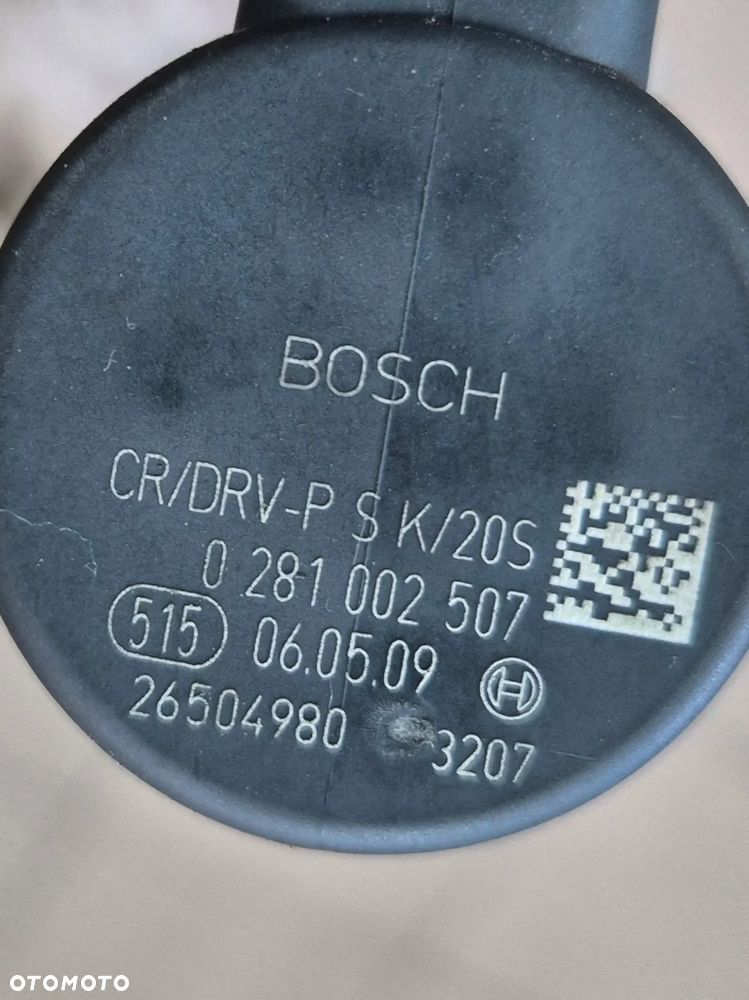 BOSCH
CR/DRV-P S K/20S
0 281 002 507
515 06.05.09 H
26504980 3207
OTOMOTO